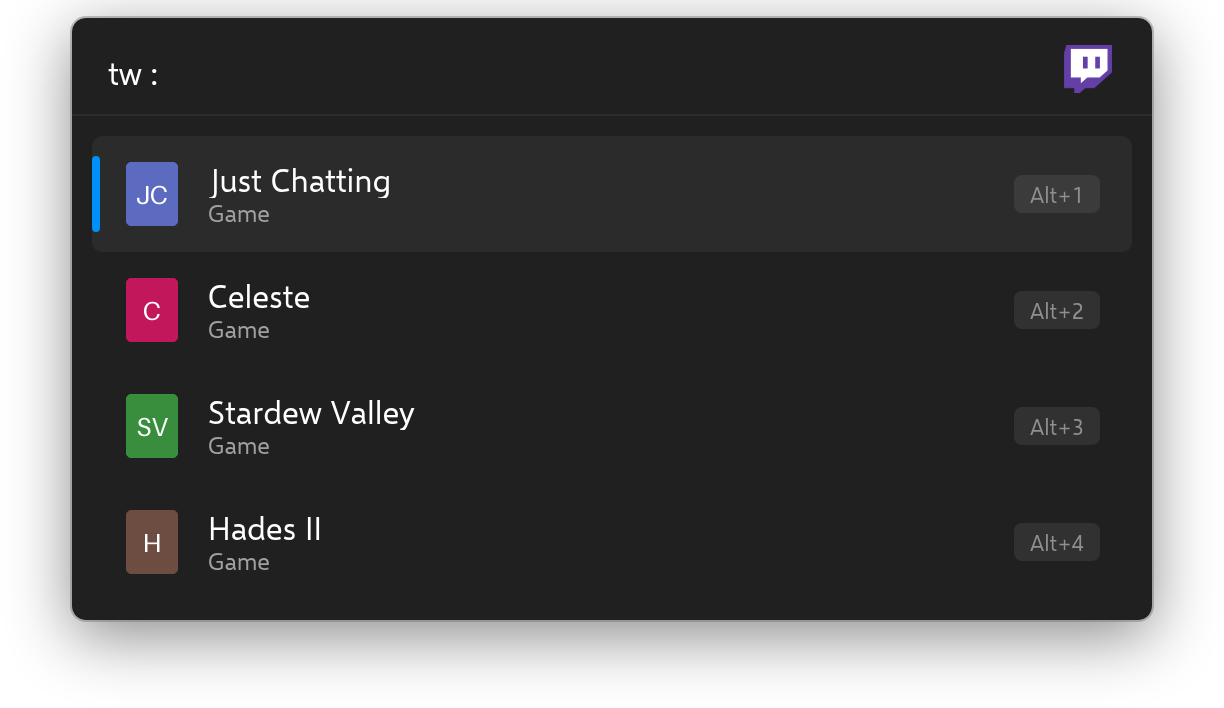 tw :
JC
Just Chatting
Game
Alt+1
C
Celeste
Game
Alt+2
SV
Stardew Valley
Game
Alt+3
H
Hades II
Game
Alt+4